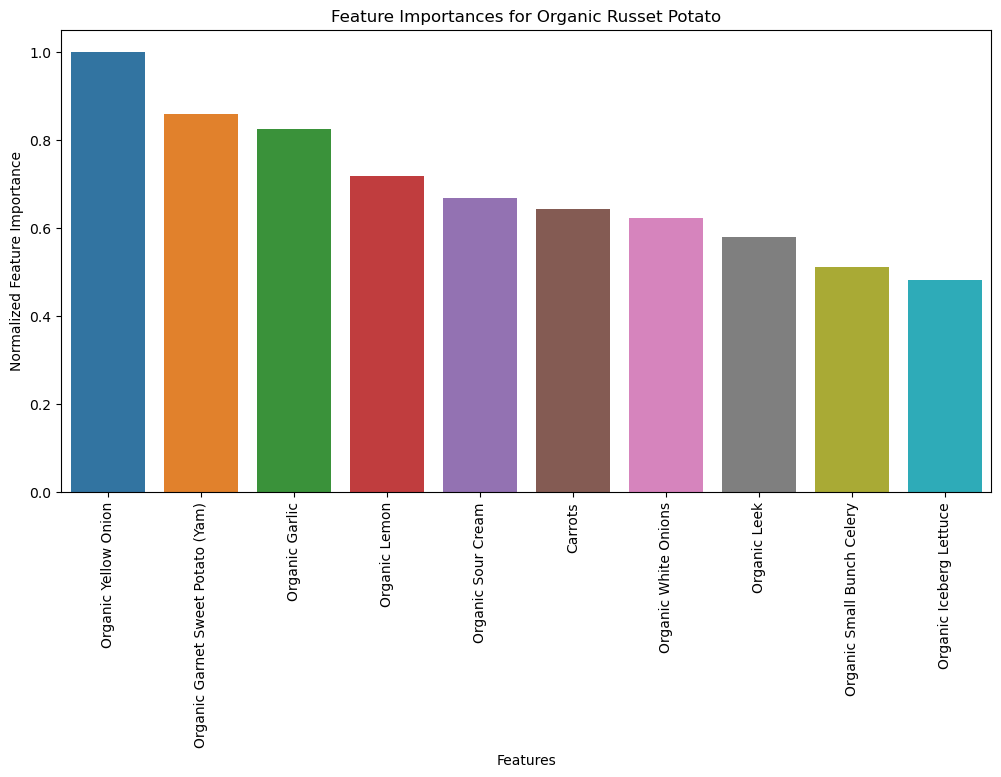 Feature Importances for Organic Russet Potato
Normalized Feature Importance
1.0
0.8
0.6
0.4
0.2
0.0
Organic Yellow Onion
Organic Garnet Sweet Potato (Yam)
Organic Garlic
Organic Lemon
Organic Sour Cream
Carrots
Organic White Onions
Organic Leek
Organic Small Bunch Celery
Organic Iceberg Lettuce
Features